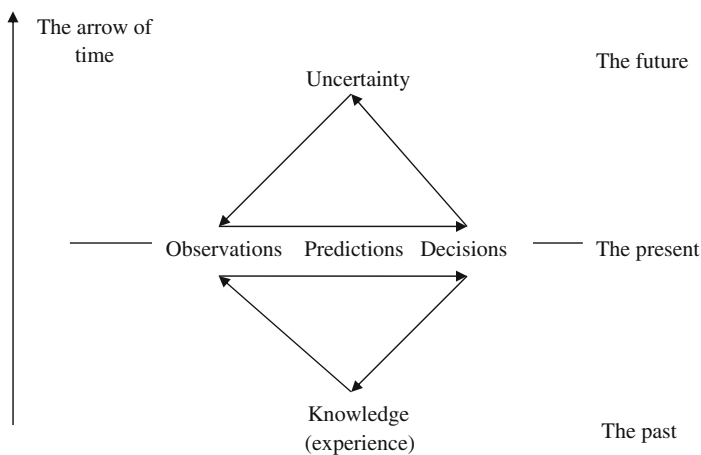 The arrow of
time
The future
Uncertainty
Observations Predictions Decisions The present
Knowledge
(experience)
The past